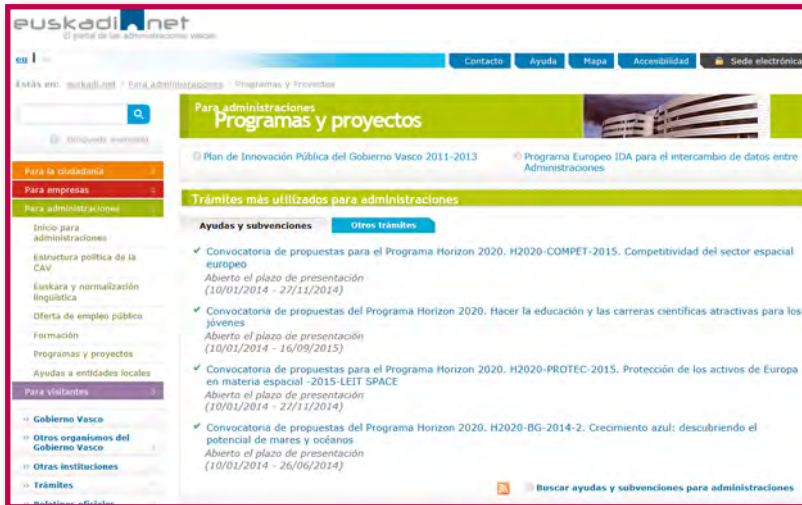 euskadi.net
El portal de las administraciones vascas
eu
Contacto Ayuda Mapa Accesibilidad Sede electrónica
Estás en: euskadi.net Para administraciones Programas y Proyectos
Búsqueda avanzada
Para administraciones
Programas y proyectos
Plan de Innovación Pública del Gobierno Vasco 2011-2013
Programa Europeo IDA para el intercambio de datos entre
Administraciones
Para la ciudadanía
Para empresas
Para administraciones
Inicio para
administraciones
Estructura política de la
CAV
Euskara y normalización
lingüística
Oferta de empleo público
Formación
Programas y proyectos
Ayudas a entidades locales
Para visitantes
Gobierno Vasco
Otros organismos del
Gobierno Vasco
Otras instituciones
Trámites
Boletines oficiales
Trámites más utilizados para administraciones
Ayudas y subvenciones Otros trámites
✔ Convocatoria de propuestas para el Programa Horizon 2020. H2020-COMPET-2015. Competitividad del sector espacial
europeo
Abierto el plazo de presentación
(10/01/2014 - 27/11/2014)
✔ Convocatoria de propuestas del Programa Horizon 2020. Hacer la educación y las carreras científicas atractivas para los
jóvenes
Abierto el plazo de presentación
(10/01/2014 - 16/09/2015)
✔ Convocatoria de propuestas para el Programa Horizon 2020. H2020-PROTEC-2015. Protección de los activos de Europa
en materia espacial -2015-LEIT SPACE
Abierto el plazo de presentación
(10/01/2014 - 27/11/2014)
✔ Convocatoria de propuestas del Programa Horizon 2020. H2020-BG-2014-2. Crecimiento azul: descubriendo el
potencial de mares y océanos
Abierto el plazo de presentación
(10/01/2014 - 26/06/2014)
Buscar ayudas y subvenciones para administraciones